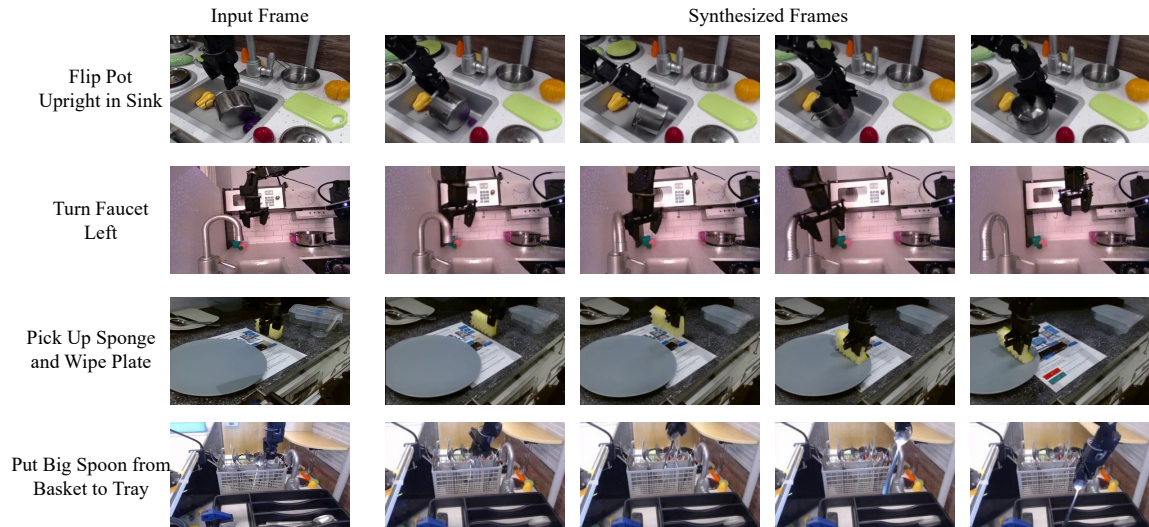 Input Frame
Synthesized Frames
Flip Pot
Upright in Sink
Turn Faucet
Left
Pick Up Sponge
and Wipe Plate
Put Big Spoon from
Basket to Tray